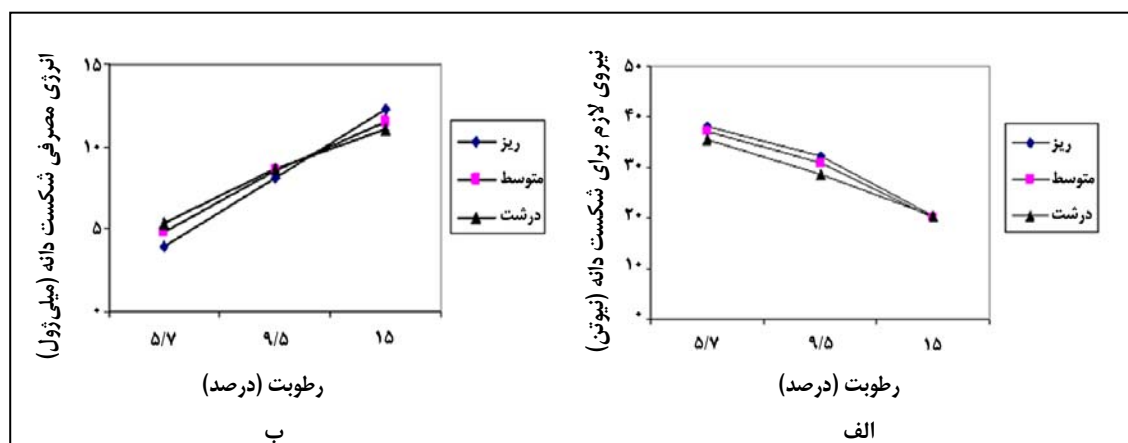 نیروی لازم برای شکست دانه (نیوتن)
۵۰
۴۰
۳۰
۲۰
۱۰
۰
۵/۷ ۹/۵ ۱۵
رطوبت (درصد)
ریز
متوسط
درشت
الف
انرژی مصرفی شکست دانه (میلی‌ژول)
۱۵
۱۰
۵
۰
۵/۷ ۹/۵ ۱۵
رطوبت (درصد)
ریز
متوسط
درشت
ب